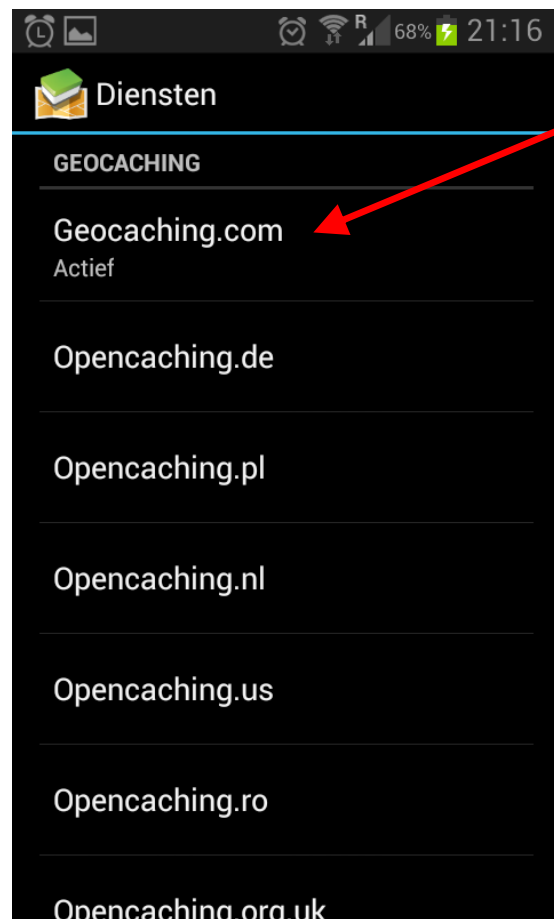 R 68% 21:16
Diensten
GEOCACHING
Geocaching.com
Actief
Opencaching.de
Opencaching.pl
Opencaching.nl
Opencaching.us
Opencaching.ro
Opencaching.org.uk